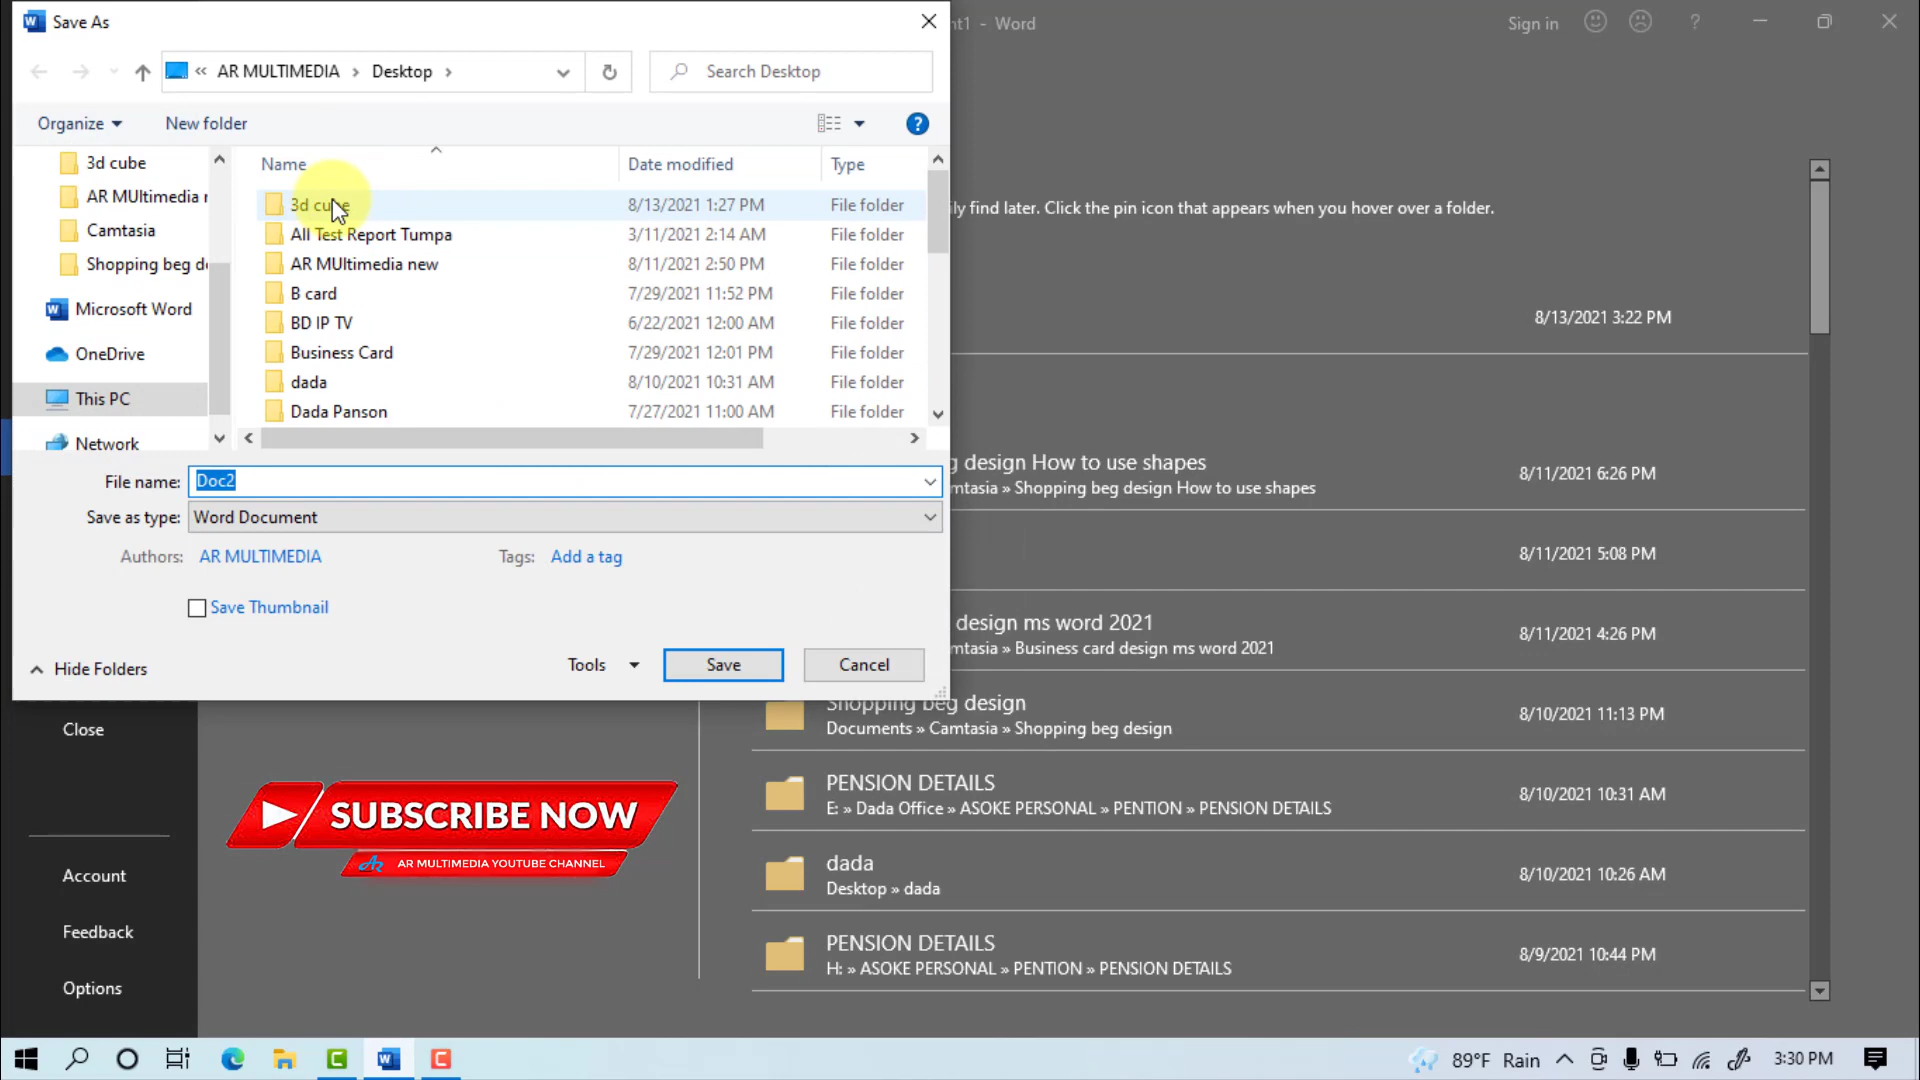 Save As
nt1 - Word
Sign in
?
« AR MULTIMEDIA › Desktop ›
Search Desktop
Organize
New folder
?
3d cube
AR MUltimedia r
Camtasia
Shopping beg de
Microsoft Word
OneDrive
This PC
Network
Name Date modified Type
3d cube 8/13/2021 1:27 PM File folder
All Test Report Tumpa 3/11/2021 2:14 AM File folder
AR MUltimedia new 8/11/2021 2:50 PM File folder
B card 7/29/2021 11:52 PM File folder
BD IP TV 6/22/2021 12:00 AM File folder
Business Card 7/29/2021 12:01 PM File folder
dada 8/10/2021 10:31 AM File folder
Dada Panson 7/27/2021 11:00 AM File folder
File name: Doc2
Save as type: Word Document
Authors: AR MULTIMEDIA Tags: Add a tag
Save Thumbnail
Hide Folders
Tools
Save
Cancel
ily find later. Click the pin icon that appears when you hover over a folder.
8/13/2021 3:22 PM
g design How to use shapes
mtasia » Shopping beg design How to use shapes
8/11/2021 6:26 PM
8/11/2021 5:08 PM
design ms word 2021
mtasia » Business card design ms word 2021
8/11/2021 4:26 PM
Shopping beg design
Documents » Camtasia » Shopping beg design
8/10/2021 11:13 PM
PENSION DETAILS
E: » Dada Office » ASOKE PERSONAL » PENTION » PENSION DETAILS
8/10/2021 10:31 AM
dada
Desktop » dada
8/10/2021 10:26 AM
PENSION DETAILS
H: » ASOKE PERSONAL » PENTION » PENSION DETAILS
8/9/2021 10:44 PM
Close
Account
Feedback
Options
SUBSCRIBE NOW
AR MULTIMEDIA YOUTUBE CHANNEL
89°F Rain
3:30 PM